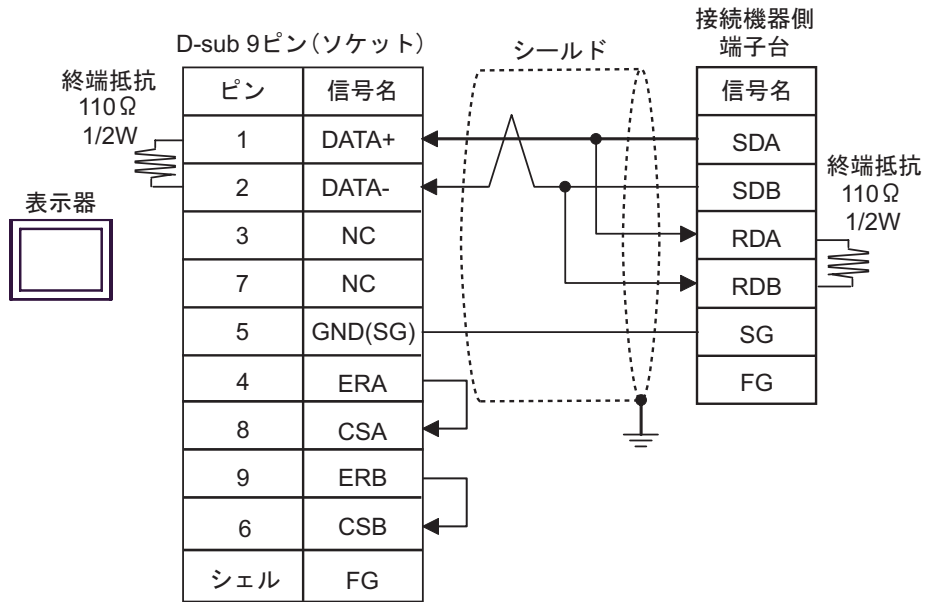 接続機器側
端子台
D-sub 9ピン(ソケット)
シールド
終端抵抗
110Ω
1/2W
ピン 信号名
1 DATA+
2 DATA-
3 NC
7 NC
5 GND(SG)
4 ERA
8 CSA
9 ERB
6 CSB
シェル FG
表示器
信号名
SDA
SDB
RDA
RDB
SG
FG
終端抵抗
110Ω
1/2W